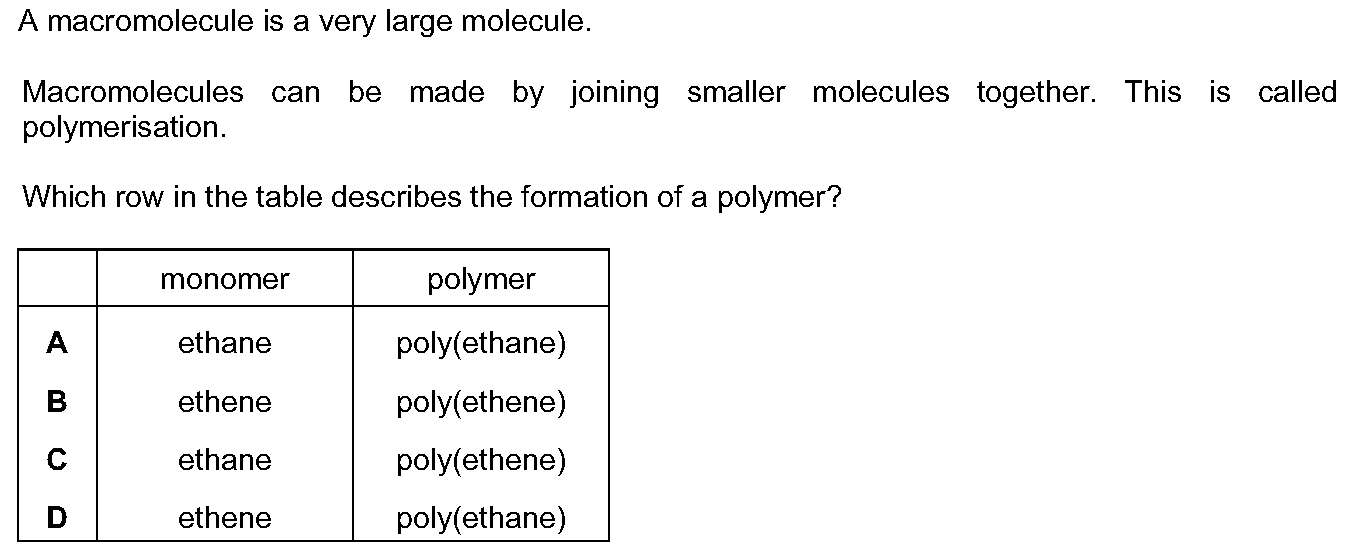 A macromolecule is a very large molecule.
Macromolecules can be made by joining smaller molecules together. This is called
polymerisation.
Which row in the table describes the formation of a polymer?
monomer polymer
A ethane poly(ethane)
B ethene poly(ethene)
C ethane poly(ethene)
D ethene poly(ethane)